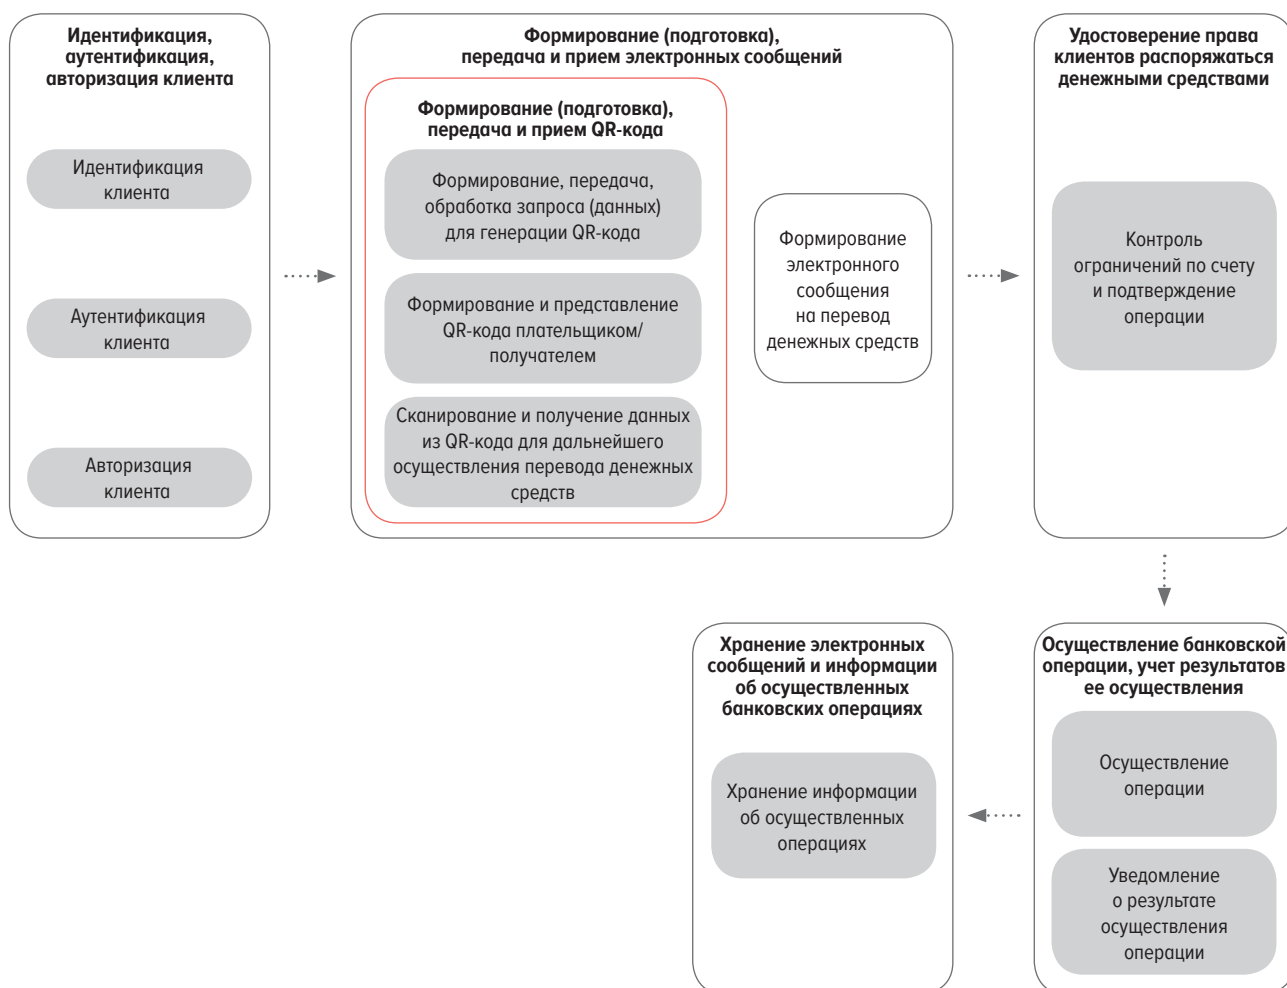 Идентификация,
аутентификация,
авторизация клиента
Идентификация
клиента
Аутентификация
клиента
Авторизация
клиента
Формирование (подготовка),
передача и прием электронных сообщений
Формирование (подготовка),
передача и прием QR-кода
Формирование, передача,
обработка запроса (данных)
для генерации QR-кода
Формирование и представление
QR-кода плательщиком/
получателем
Сканирование и получение данных
из QR-кода для дальнейшего
осуществления перевода денежных
средств
Формирование
электронного
сообщения
на перевод
денежных средств
Удостоверение права
клиентов распоряжаться
денежными средствами
Контроль
ограничений по счету
и подтверждение
операции
Осуществление банковской
операции, учет результатов
ее осуществления
Осуществление
операции
Уведомление
о результате
осуществления
операции
Хранение электронных
сообщений и информации
об осуществленных
банковских операциях
Хранение информации
об осуществленных
операциях